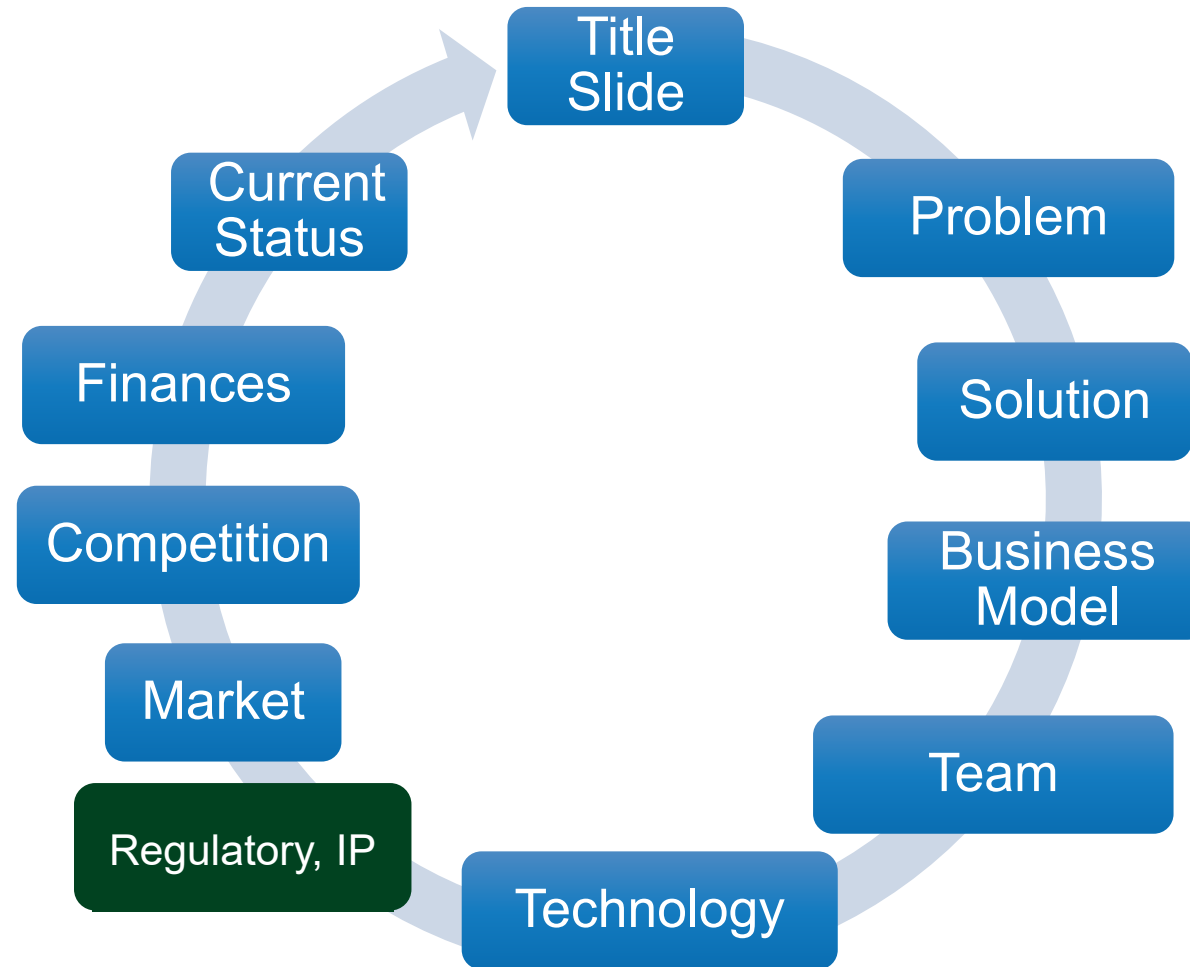 Title
Slide
Problem
Solution
Business
Model
Team
Technology
Regulatory, IP
Market
Competition
Finances
Current
Status